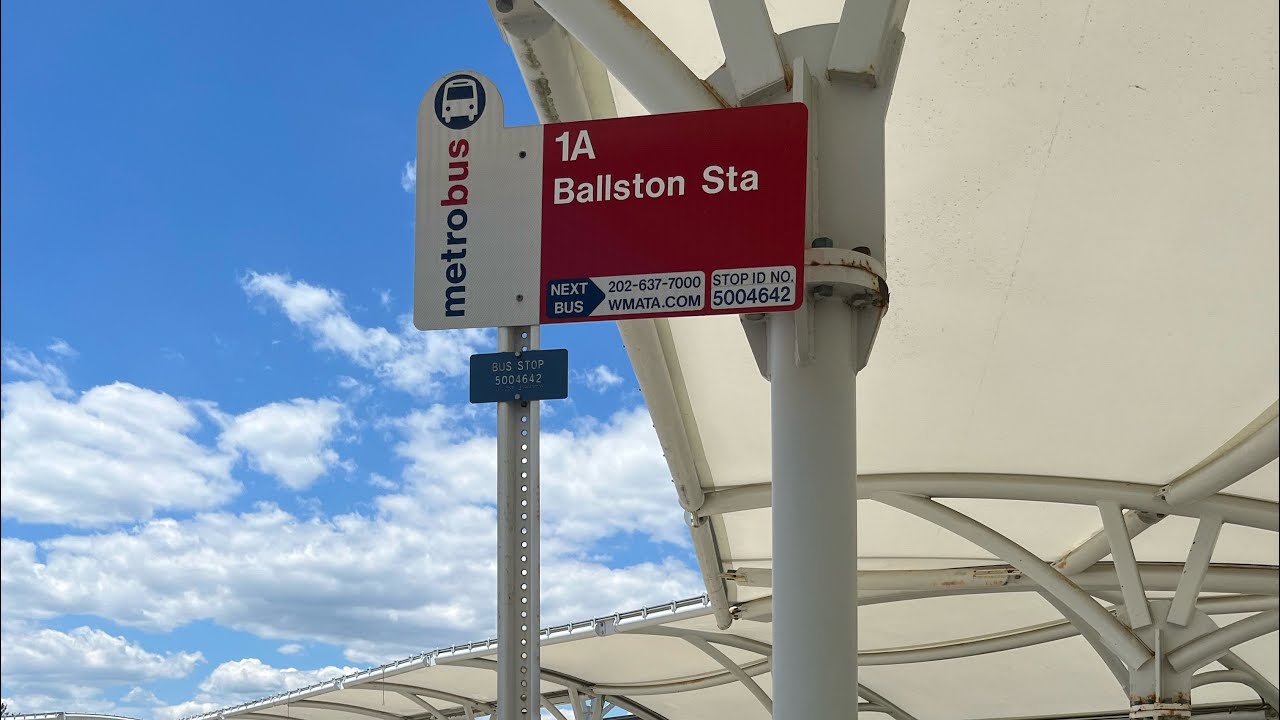 metrobus
1A
Ballston Sta
NEXT
BUS
202-637-7000
WMATA.COM
STOP ID NO.
5004642
BUS STOP
5004642